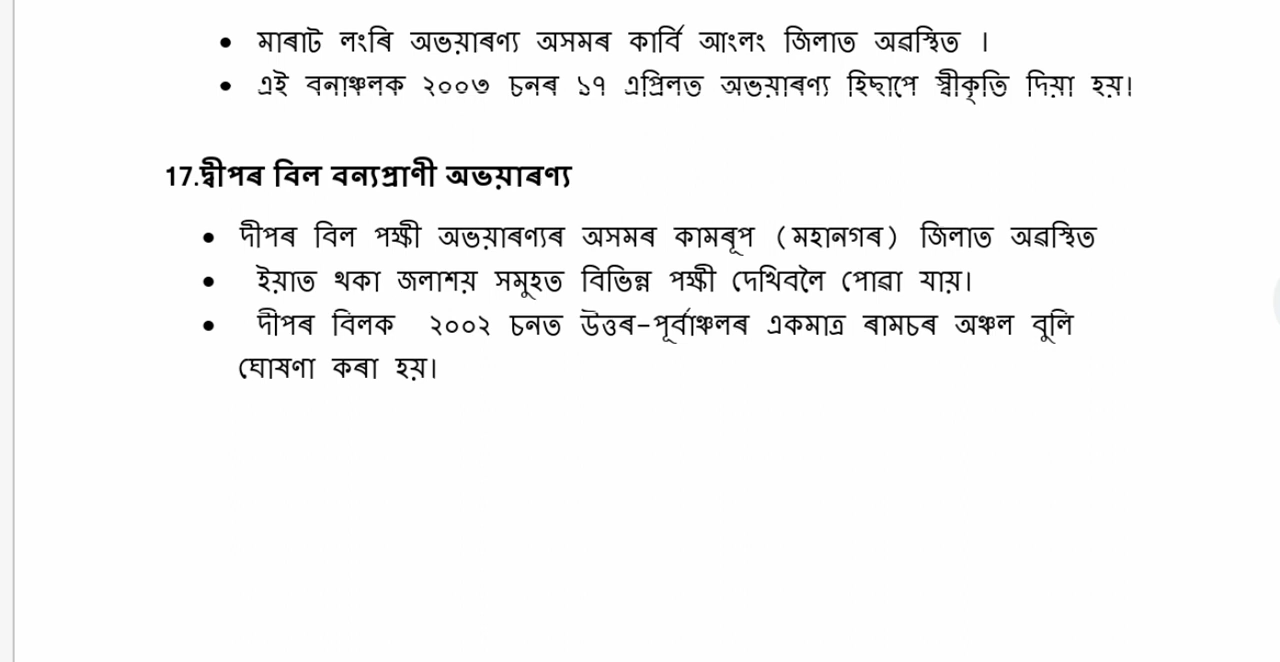 • মাৰাট লংৰি অভয়াৰণ্য অসমৰ কাৰ্বি আংলং জিলাত অৱস্থিত ।
• এই বনাঞ্চলক ২০০৩ চনৰ ১৭ এপ্ৰিলত অভয়াৰণ্য হিছাপে স্বীকৃতি দিয়া হয়।
17.দ্বীপৰ বিল বন্যপ্ৰাণী অভয়াৰণ্য
• দীপৰ বিল পক্ষী অভয়াৰণ্যৰ অসমৰ কামৰূপ (মহানগৰ) জিলাত অৱস্থিত
• ইয়াত থকা জলাশয় সমুহত বিভিন্ন পক্ষী দেখিবলৈ পোৱা যায়।
• দীপৰ বিলক ২০০২ চনত উত্তৰ-পূৰ্বাঞ্চলৰ একমাত্ৰ ৰামচৰ অঞ্চল বুলি
ঘোষণা কৰা হয়।